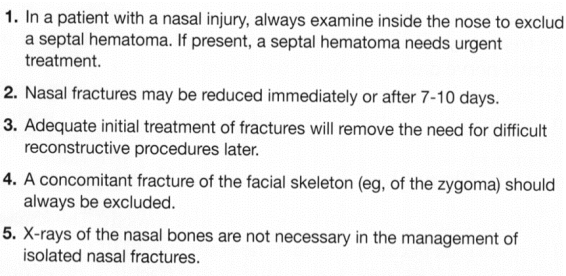 1. In a patient with a nasal injury, always examine inside the nose to exclud
a septal hematoma. If present, a septal hematoma needs urgent
treatment.
2. Nasal fractures may be reduced immediately or after 7-10 days.
3. Adequate initial treatment of fractures will remove the need for difficult
reconstructive procedures later.
4. A concomitant fracture of the facial skeleton (eg, of the zygoma) should
always be excluded.
5. X-rays of the nasal bones are not necessary in the management of
isolated nasal fractures.